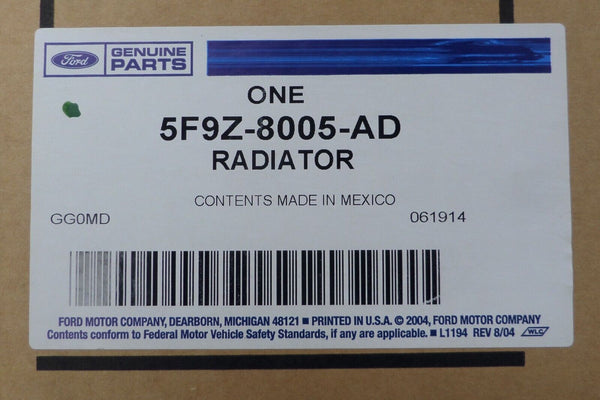 Ford
GENUINE
PARTS
ONE
5F9Z-8005-AD
RADIATOR
CONTENTS MADE IN MEXICO
GG0MD 061914
FORD MOTOR COMPANY, DEARBORN, MICHIGAN 48121 ■ PRINTED IN U.S.A. © 2004, FORD MOTOR COMPANY
Contents conform to Federal Motor Vehicle Safety Standards, if any are applicable. ■ L1194 REV 8/04 WLC